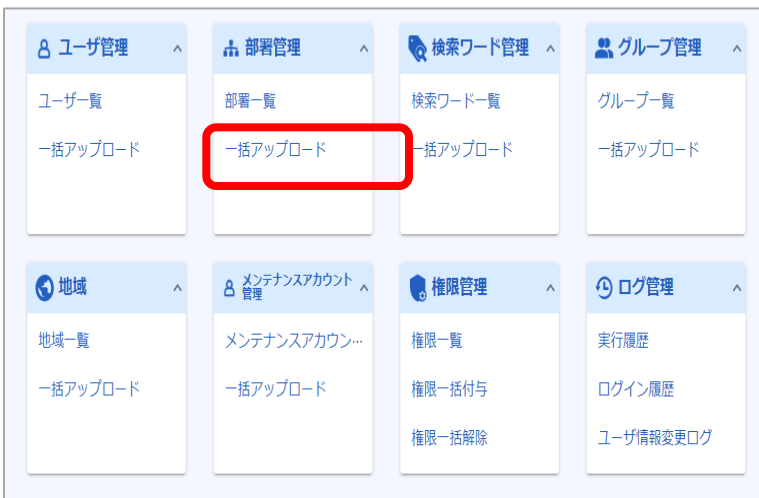 ユーザ管理
ユーザ一覧
一括アップロード
部署管理
部署一覧
一括アップロード
検索ワード管理
検索ワード一覧
一括アップロード
グループ管理
グループ一覧
一括アップロード
地域
地域一覧
一括アップロード
メンテナンスアカウント
管理
メンテナンスアカウン…
一括アップロード
権限管理
権限一覧
権限一括付与
権限一括解除
ログ管理
実行履歴
ログイン履歴
ユーザ情報変更ログ